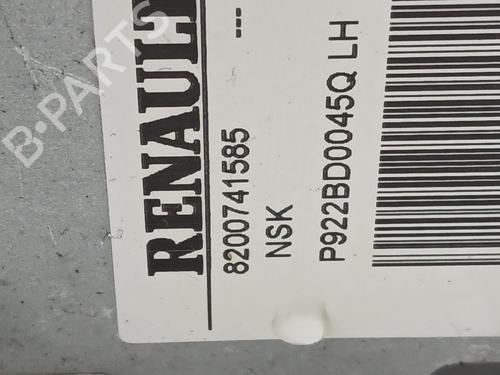 RENAULT
8200741585
---
NSK
P922BD0045Q LH
B-PARTS